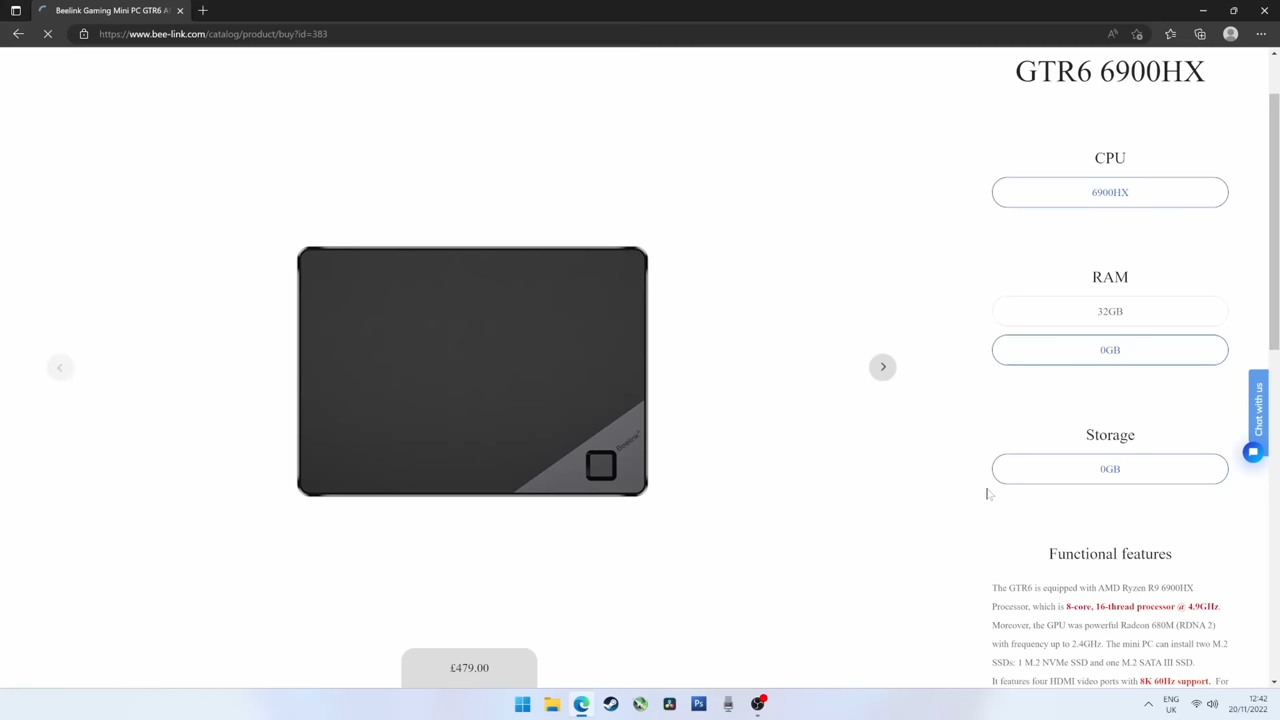 Beelink Gaming Mini PC GTR6 A
https://www.bee-link.com/catalog/product/buy?id=383
GTR6 6900HX
CPU
6900HX
RAM
32GB
0GB
Storage
0GB
Chat with us
Beelink
Functional features
The GTR6 is equipped with AMD Ryzen R9 6900HX
Processor, which is 8-core, 16-thread processor @ 4.9GHz.
Moreover, the GPU was powerful Radeon 680M (RDNA 2)
with frequency up to 2.4GHz. The mini PC can install two M.2
SSDs: 1 M.2 NVMe SSD and one M.2 SATA III SSD.
It features four HDMI video ports with 8K 60Hz support. For
£479.00
Ps
ENG
UK
12:42
20/11/2022